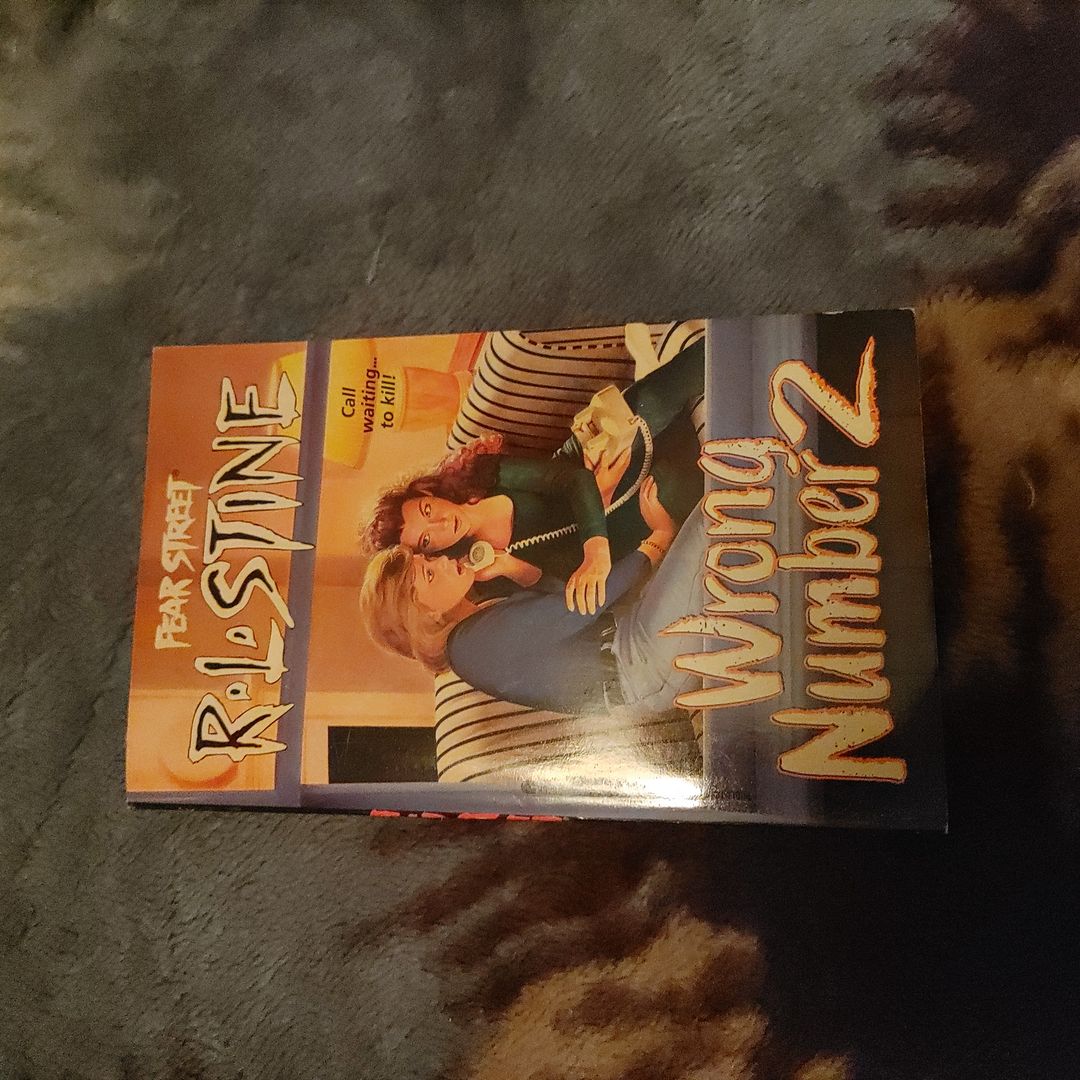 FEAR STREET®
R•L•STINE
Call
waiting...
to kill!
Wrong
Number 2